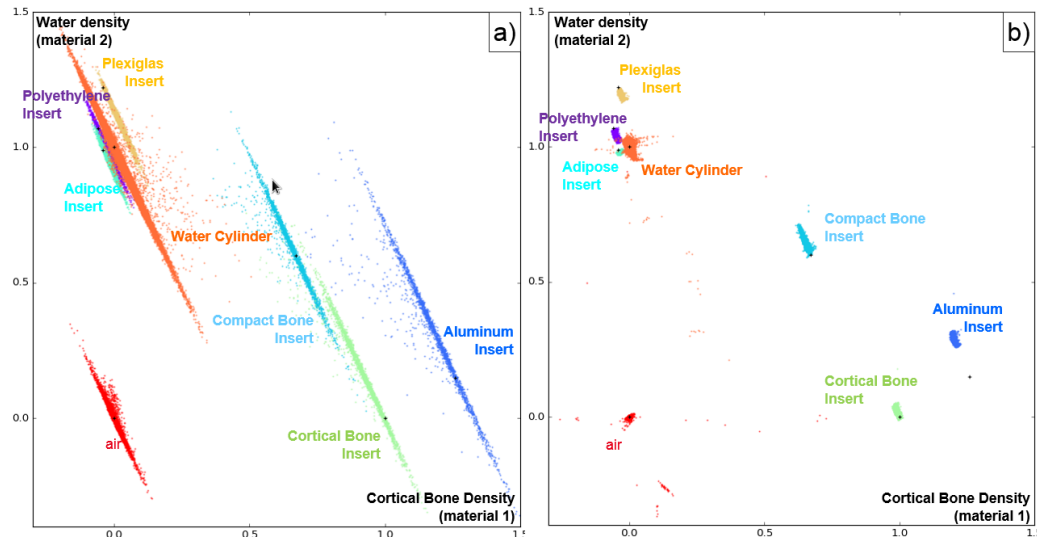 1.5
Water density
(material 2)
a)
Plexiglas
Insert
Polyethylene
Insert
1.0
Adipose
Insert
Water Cylinder
0.5
Compact Bone
Insert
Aluminum
Insert
Cortical Bone
Insert
0.0
air
Cortical Bone Density
(material 1)
0.0
0.5
1.0
1.5
1.5
Water density
(material 2)
b)
Plexiglas
Insert
Polyethylene
Insert
1.0
Adipose
Insert
Water Cylinder
Compact Bone
Insert
0.5
Aluminum
Insert
Cortical Bone
Insert
0.0
air
Cortical Bone Density
(material 1)
0.0
0.5
1.0
1.5